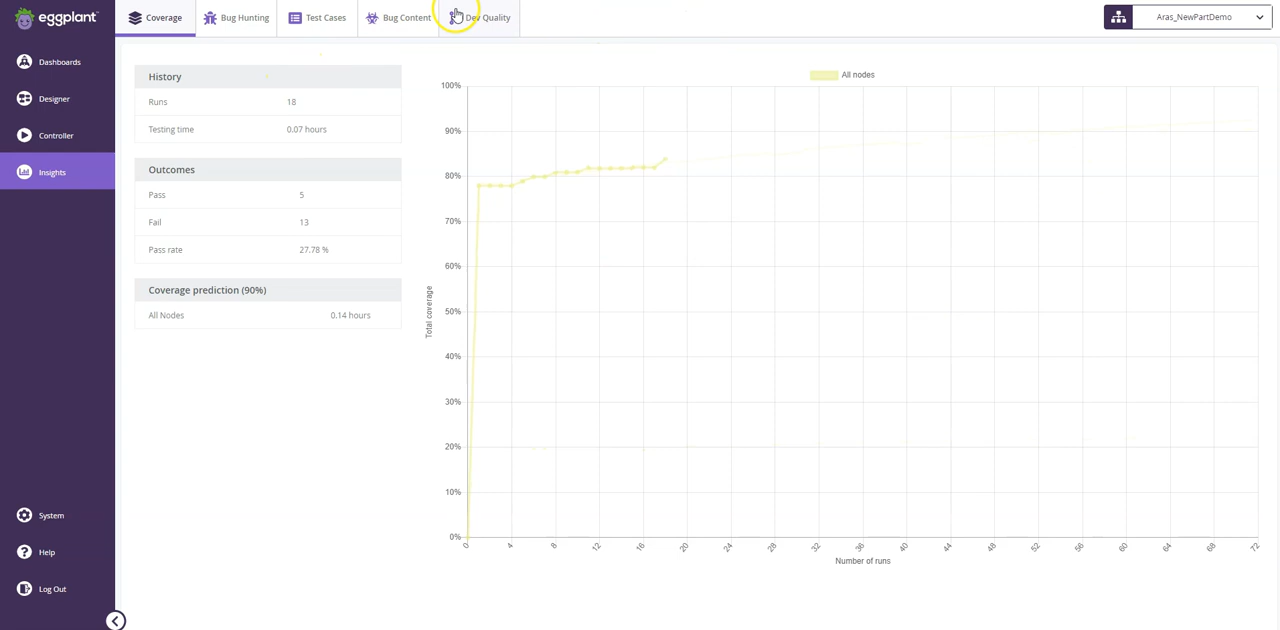 eggplant
Coverage
Bug Hunting
Test Cases
Bug Content
Dev Quality
Aras_NewPartDemo
Dashboards
Designer
Controller
Insights
System
Help
Log Out
History
Runs 18
Testing time 0.07 hours
Outcomes
Pass 5
Fail 13
Pass rate 27.78 %
Coverage prediction (90%)
All Nodes 0.14 hours
All nodes
100%
90%
80%
70%
60%
50%
40%
30%
20%
10%
0%
Total coverage
0 4 8 12 16 20 24 28 32 36 40 44 48 52 56 60 64 68 72
Number of runs